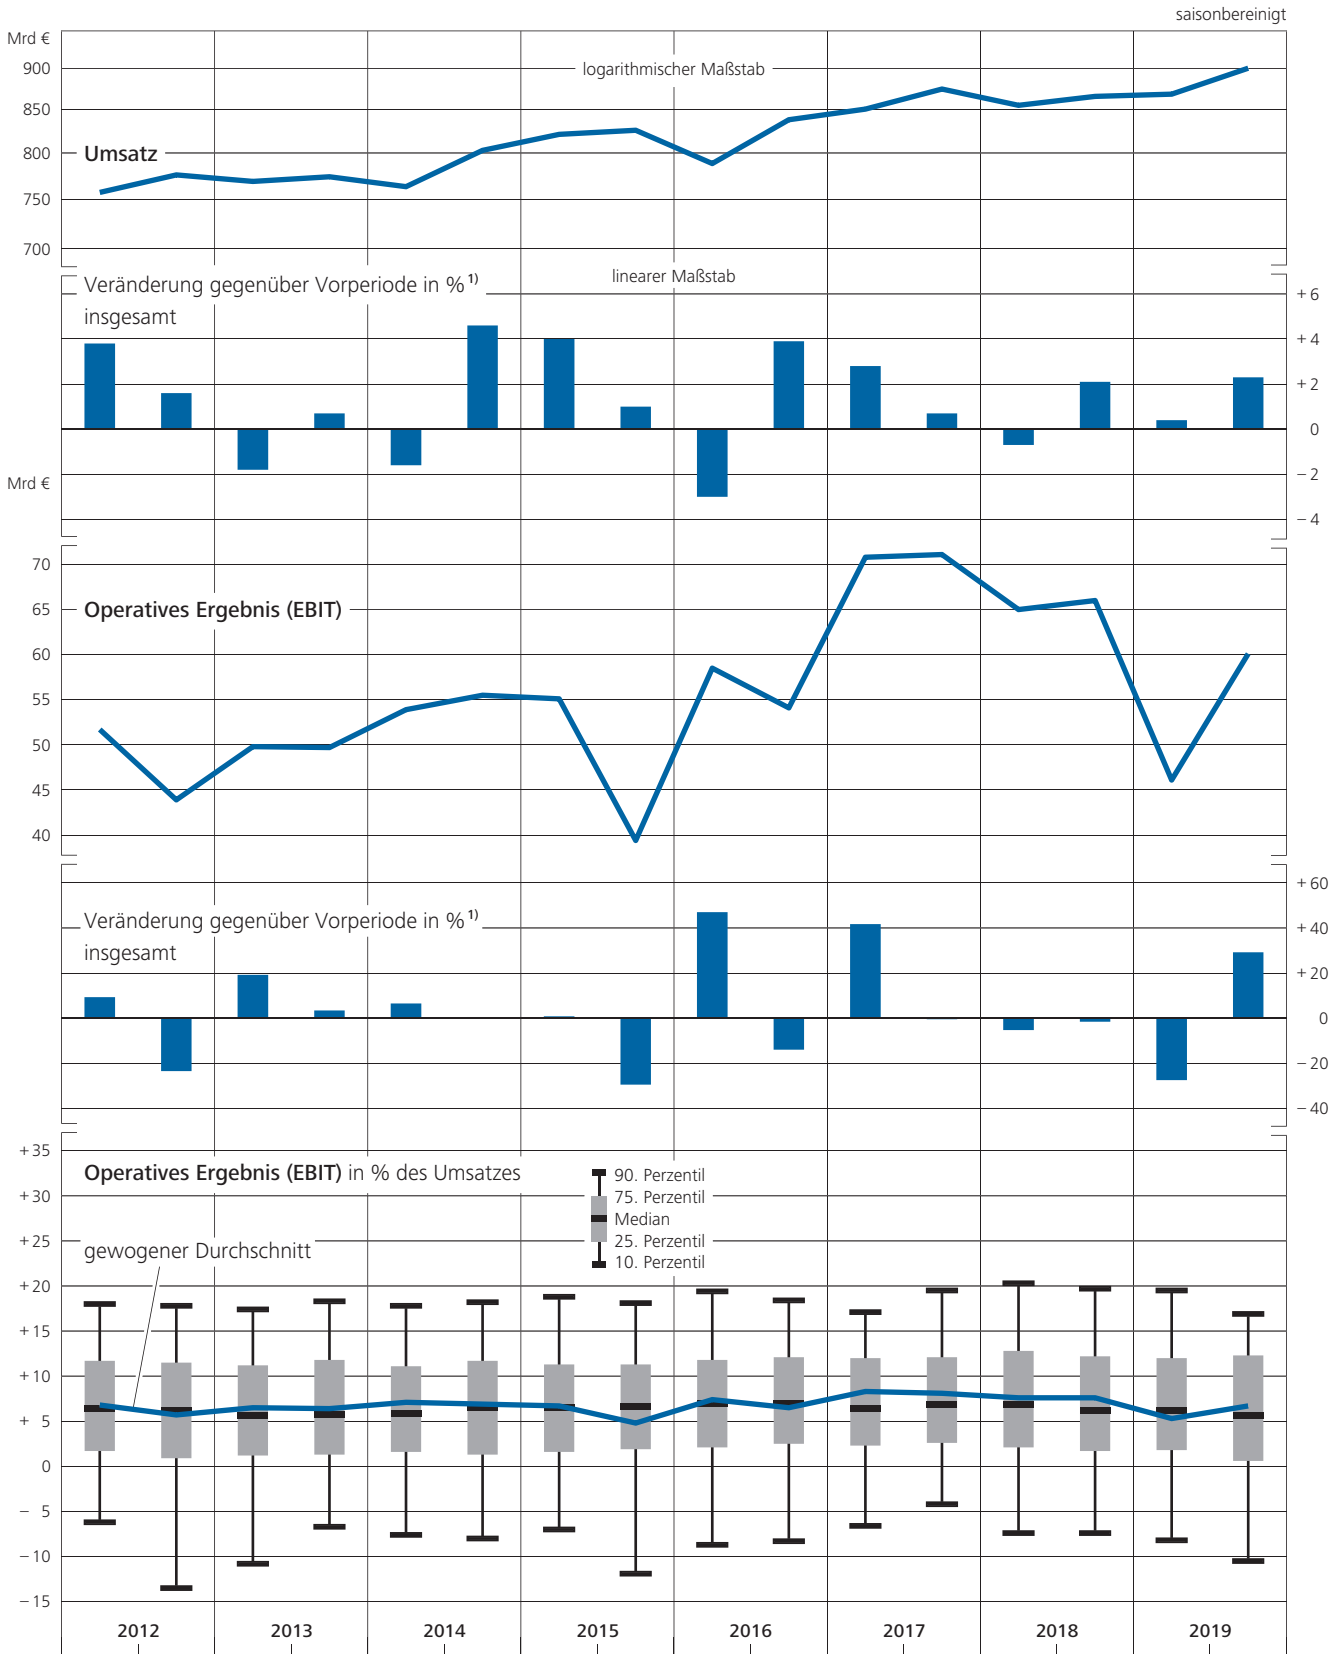 saisonbereinigt
Mrd €
900
logarithmischer Maßstab
850
800
Umsatz
750
700
linearer Maßstab
Veränderung gegenüber Vorperiode in % 1)
insgesamt
+ 6
+ 4
+ 2
0
− 2
− 4
Mrd €
70
65
Operatives Ergebnis (EBIT)
60
55
50
45
40
Veränderung gegenüber Vorperiode in % 1)
insgesamt
+ 60
+ 40
+ 20
0
− 20
− 40
+ 35
Operatives Ergebnis (EBIT) in % des Umsatzes
90. Perzentil
75. Perzentil
Median
25. Perzentil
10. Perzentil
+ 30
+ 25
gewogener Durchschnitt
+ 20
+ 15
+ 10
+ 5
0
− 5
− 10
− 15
2012 2013 2014 2015 2016 2017 2018 2019